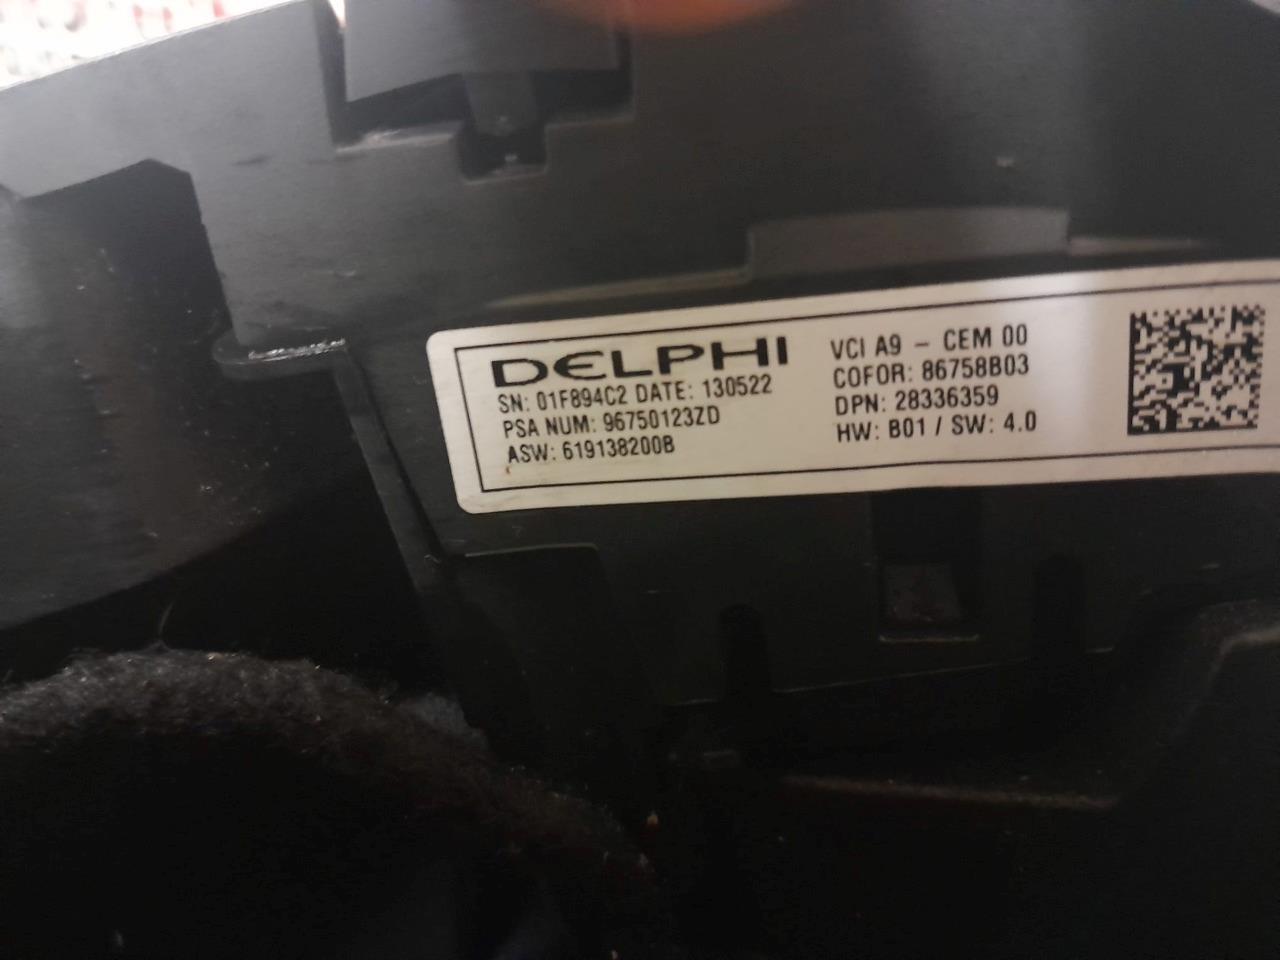 DELPHI
SN: 01F894C2 DATE: 130522
PSA NUM: 96750123ZD
ASW: 619138200B
VCI A9 - CEM 00
COFOR: 86758B03
DPN: 28336359
HW: B01 / SW: 4.0